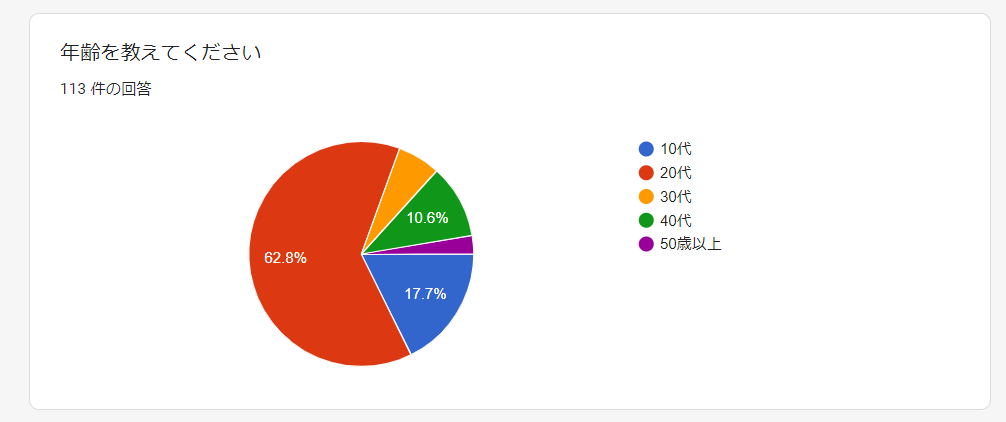 年齢を教えてください
113 件の回答
10代
20代
30代
40代
50歳以上
10.6%
62.8%
17.7%